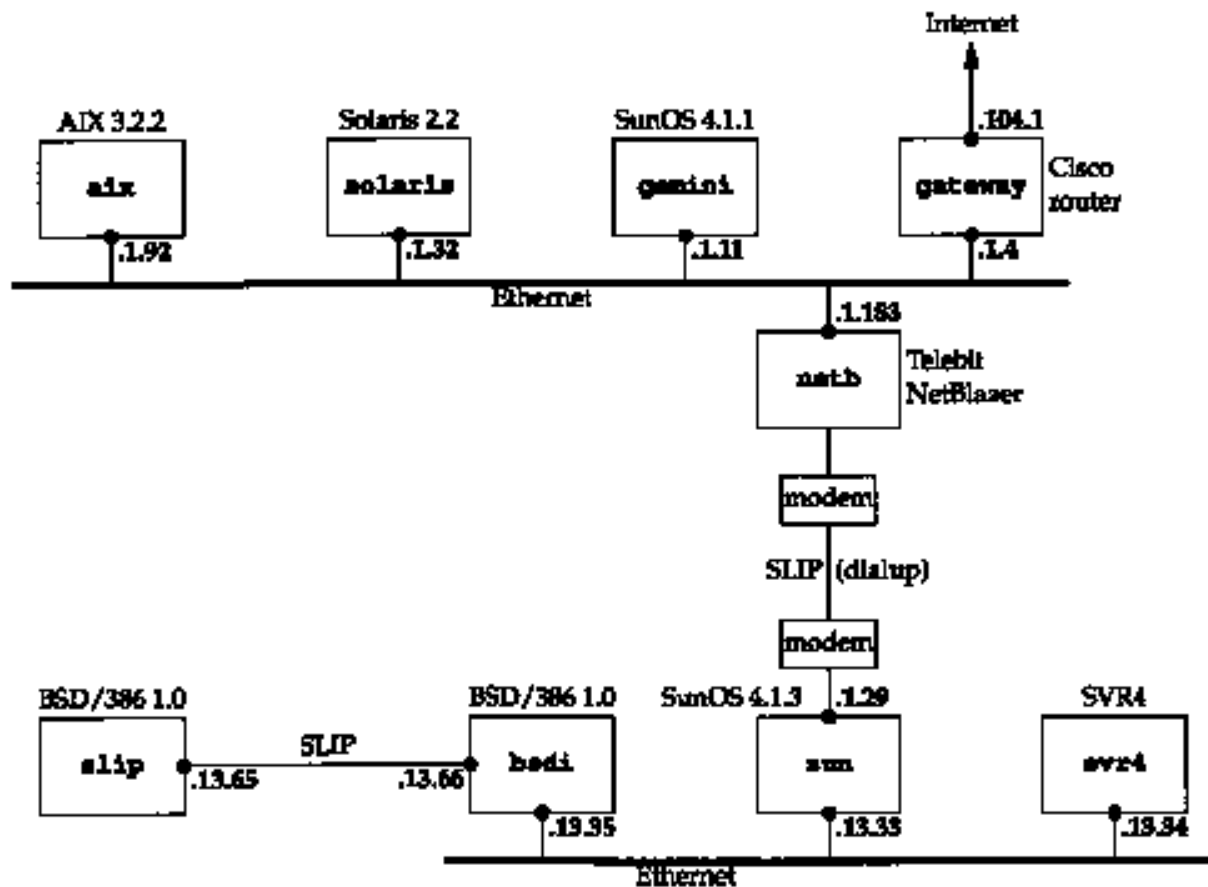 Internet
AIX 3.2.2
Solaris 2.2
SunOS 4.1.1
.104.1
aix
solaris
gemini
gateway
Cisco
router
.1.92
.1.32
.1.11
.1.4
Ethernet
.1.183
netb
Telebit
NetBlazer
modem
SLIP (dialup)
modem
BSD/386 1.0
BSD/386 1.0
SunOS 4.1.3
.1.29
SVR4
slip
SLIP
bsdi
sun
svr4
.13.65
.13.66
.13.35
.13.33
.13.34
Ethernet